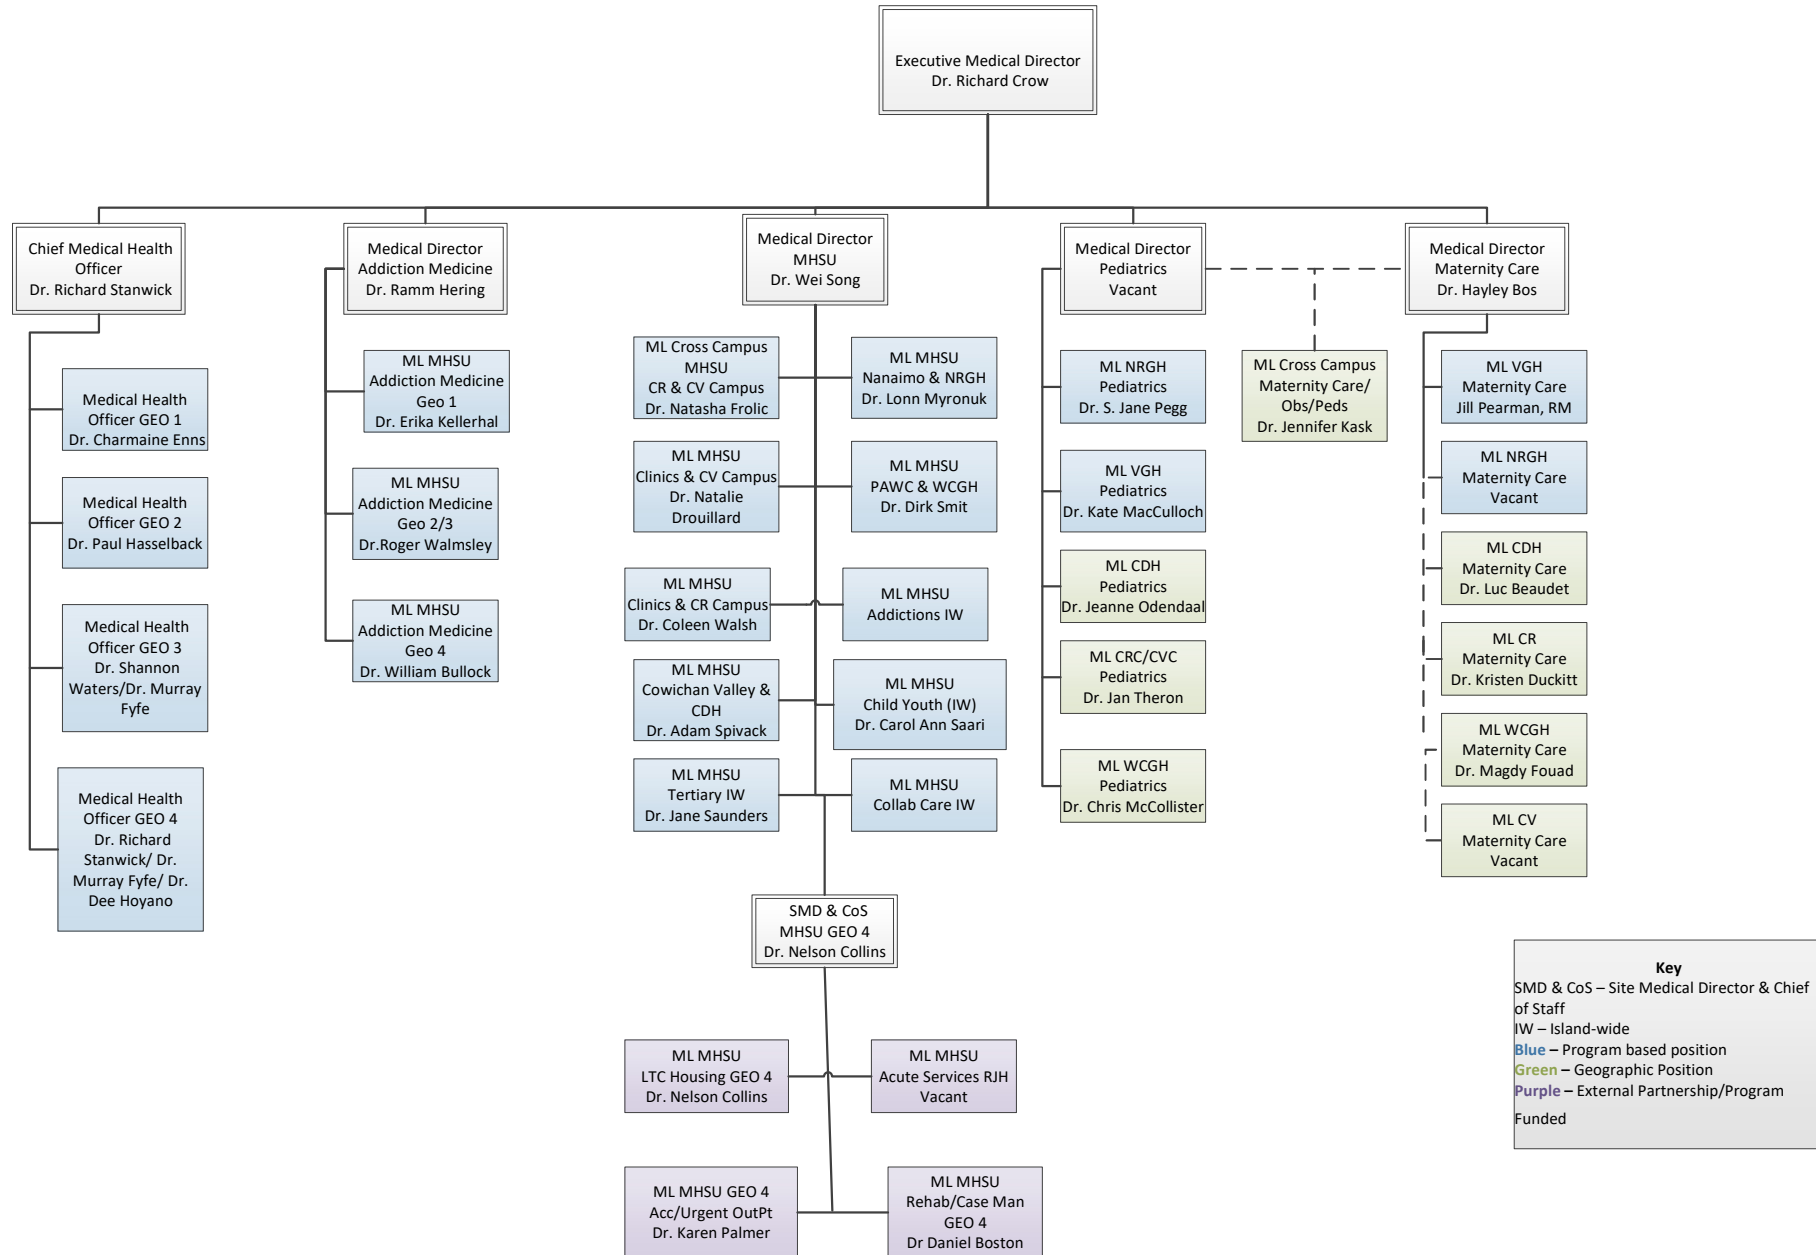 Executive Medical Director
Dr. Richard Crow
Chief Medical Health
Officer
Dr. Richard Stanwick
Medical Director
Addiction Medicine
Dr. Ramm Hering
Medical Director
MHSU
Dr. Wei Song
Medical Director
Pediatrics
Vacant
Medical Director
Maternity Care
Dr. Hayley Bos
Medical Health
Officer GEO 1
Dr. Charmaine Enns
Medical Health
Officer GEO 2
Dr. Paul Hasselback
Medical Health
Officer GEO 3
Dr. Shannon
Waters/Dr. Murray
Fyfe
Medical Health
Officer GEO 4
Dr. Richard
Stanwick/ Dr.
Murray Fyfe/ Dr.
Dee Hoyano
ML MHSU
Addiction Medicine
Geo 1
Dr. Erika Kellerhal
ML MHSU
Addiction Medicine
Geo 2/3
Dr.Roger Walmsley
ML MHSU
Addiction Medicine
Geo 4
Dr. William Bullock
ML Cross Campus
MHSU
CR & CV Campus
Dr. Natasha Frolic
ML MHSU
Nanaimo & NRGH
Dr. Lonn Myronuk
ML MHSU
Clinics & CV Campus
Dr. Natalie
Drouillard
ML MHSU
PAWC & WCGH
Dr. Dirk Smit
ML MHSU
Clinics & CR Campus
Dr. Coleen Walsh
ML MHSU
Addictions IW
ML MHSU
Cowichan Valley &
CDH
Dr. Adam Spivack
ML MHSU
Child Youth (IW)
Dr. Carol Ann Saari
ML MHSU
Tertiary IW
Dr. Jane Saunders
ML MHSU
Collab Care IW
SMD & CoS
MHSU GEO 4
Dr. Nelson Collins
ML MHSU
LTC Housing GEO 4
Dr. Nelson Collins
ML MHSU
Acute Services RJH
Vacant
ML MHSU GEO 4
Acc/Urgent OutPt
Dr. Karen Palmer
ML MHSU
Rehab/Case Man
GEO 4
Dr Daniel Boston
ML NRGH
Pediatrics
Dr. S. Jane Pegg
ML VGH
Pediatrics
Dr. Kate MacCulloch
ML CDH
Pediatrics
Dr. Jeanne Odendaal
ML CRC/CVC
Pediatrics
Dr. Jan Theron
ML WCGH
Pediatrics
Dr. Chris McCollister
ML Cross Campus
Maternity Care/
Obs/Peds
Dr. Jennifer Kask
ML VGH
Maternity Care
Jill Pearman, RM
ML NRGH
Maternity Care
Vacant
ML CDH
Maternity Care
Dr. Luc Beaudet
ML CR
Maternity Care
Dr. Kristen Duckitt
ML WCGH
Maternity Care
Dr. Magdy Fouad
ML CV
Maternity Care
Vacant
Key
SMD & CoS – Site Medical Director & Chief
of Staff
IW – Island-wide
Blue – Program based position
Green – Geographic Position
Purple – External Partnership/Program
Funded